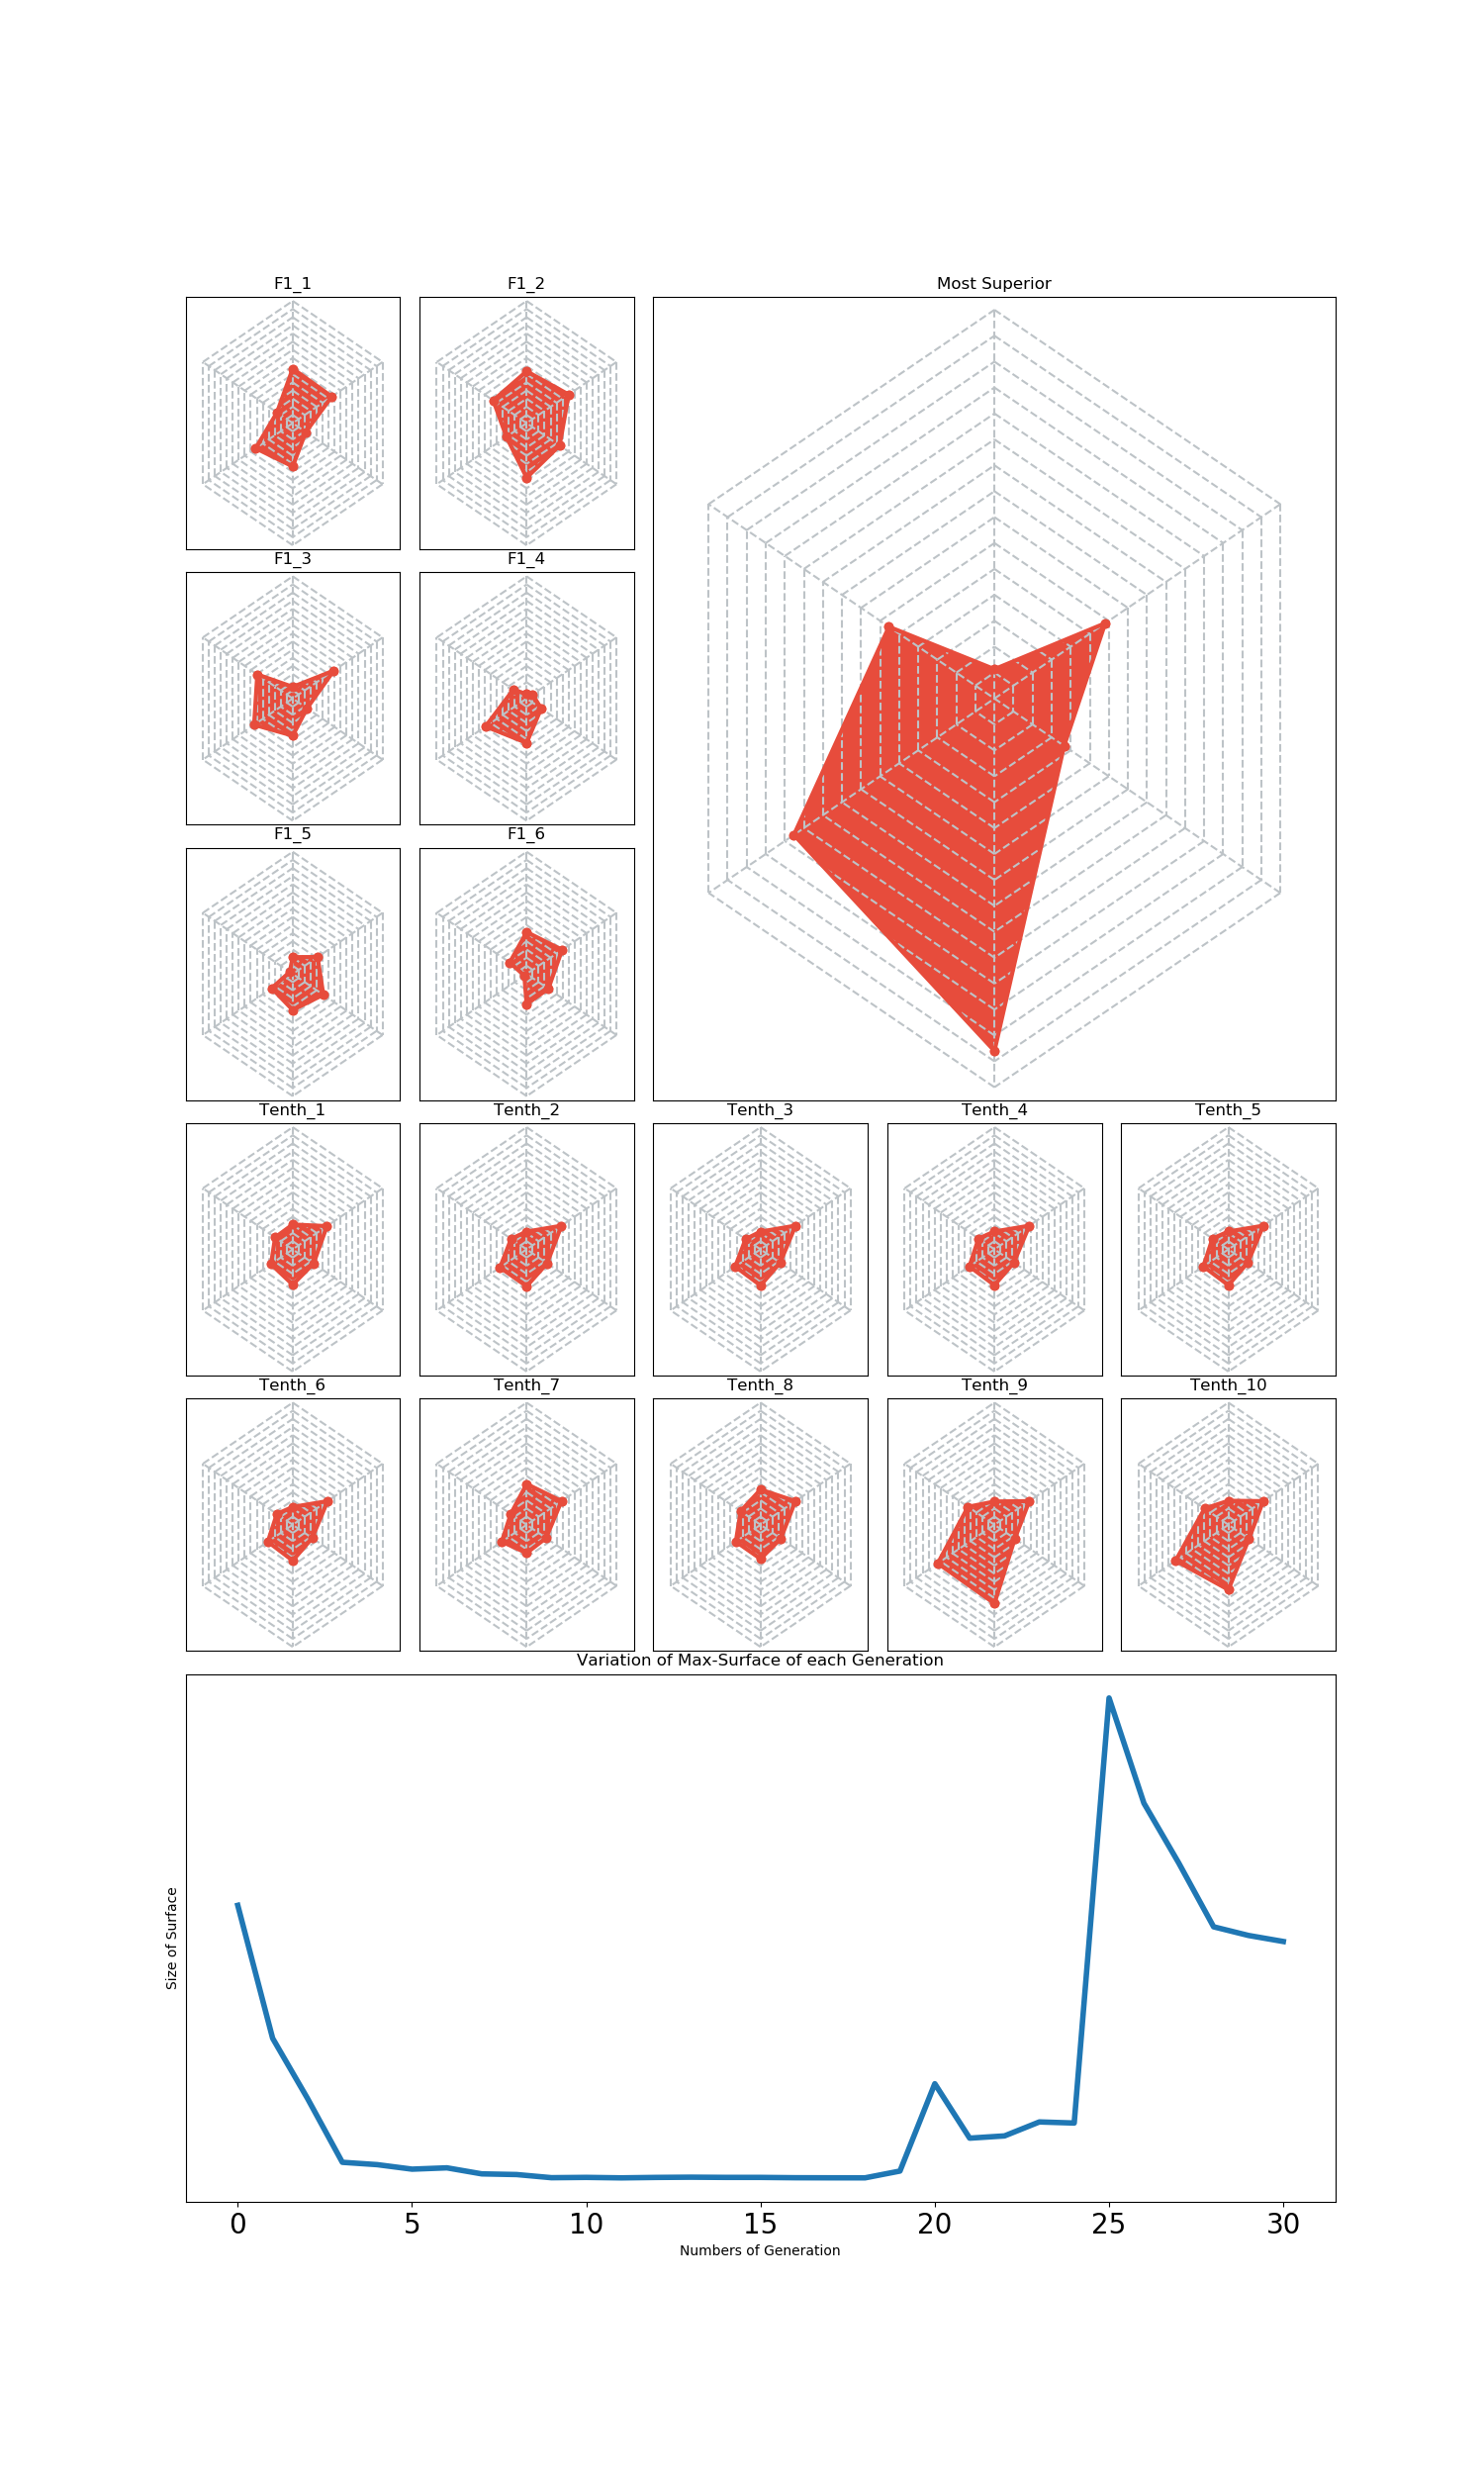 F1_1
F1_2
Most Superior
F1_3
F1_4
F1_5
F1_6
Tenth_1
Tenth_2
Tenth_3
Tenth_4
Tenth_5
Tenth_6
Tenth_7
Tenth_8
Tenth_9
Tenth_10
Variation of Max-Surface of each Generation
Size of Surface
0 5 10 15 20 25 30
Numbers of Generation